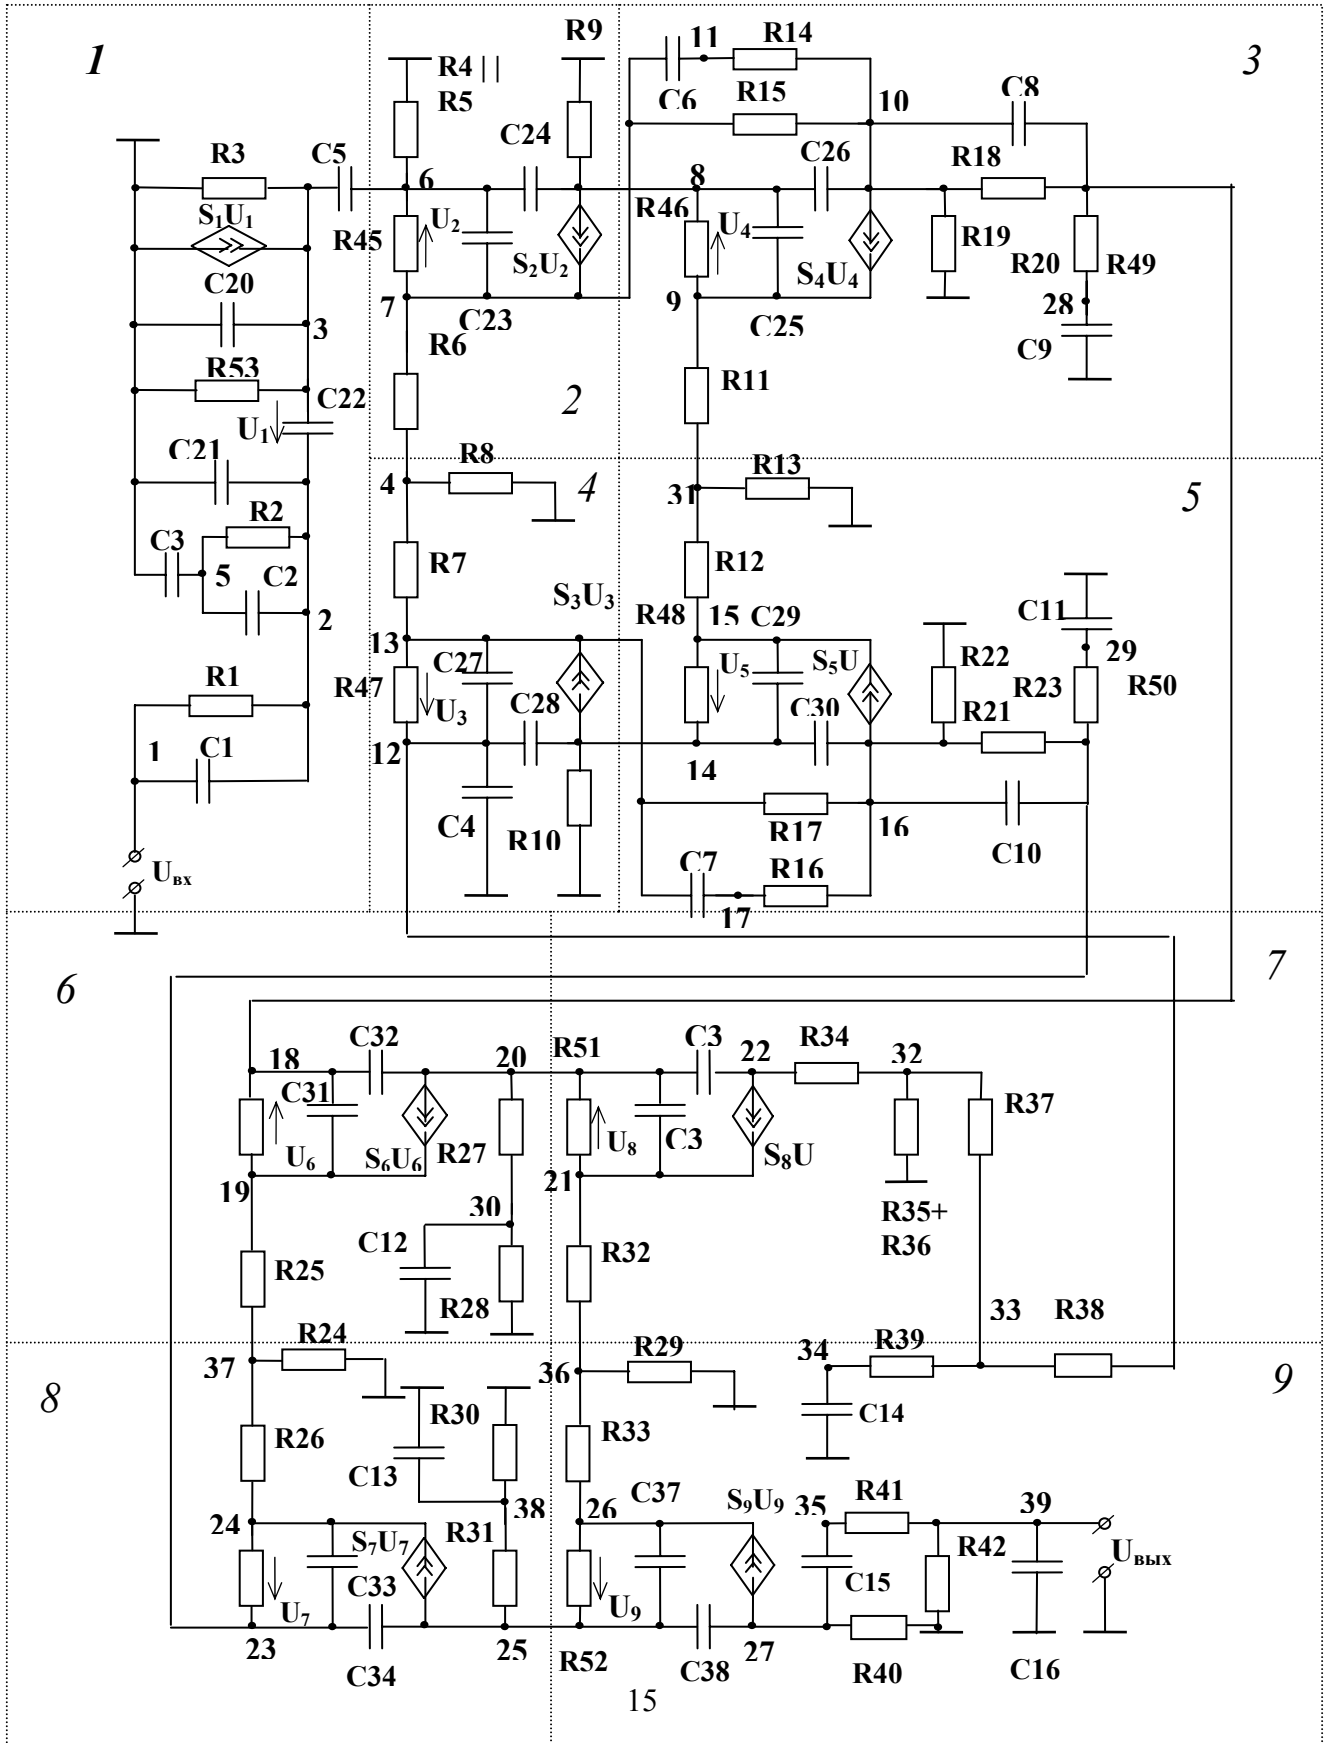 1
R9
R4 ||
R5
11
R14
3
C6
R15
10
C8
C24
R3
C5
6
8
C26
R18
S₁U₁
R45
U₂
R46
U₄
R19
R20
R49
C20
S₂U₂
S₄U₄
7
9
28
3
C23
C25
R6
C9
R53
R11
C22
2
U₁
C21
R8
R13
4
4
31
5
R2
C3
R7
R12
5
C2
S₃U₃
C11
2
R48
15
C29
13
R22
29
C27
U₅
S₅U
R1
R47
R23
R50
U₃
C28
C30
R21
1
C1
12
14
C4
R10
R17
16
C10
Uвх
C7
R16
17
6
7
C32
C3
R34
18
20
R51
22
32
C31
R37
U₆
S₆U₆
R27
U₈
C3
S₈U
19
21
30
R35+
R36
C12
R25
R32
R28
33
R38
R24
R29
R39
37
36
34
8
9
R30
C14
R26
R33
C13
C37
S₉U₉
R41
35
39
24
38
26
S₇U₇
R31
R42
Uвых
C33
C15
U₇
U₉
23
25
R52
27
C34
C38
R40
C16
15